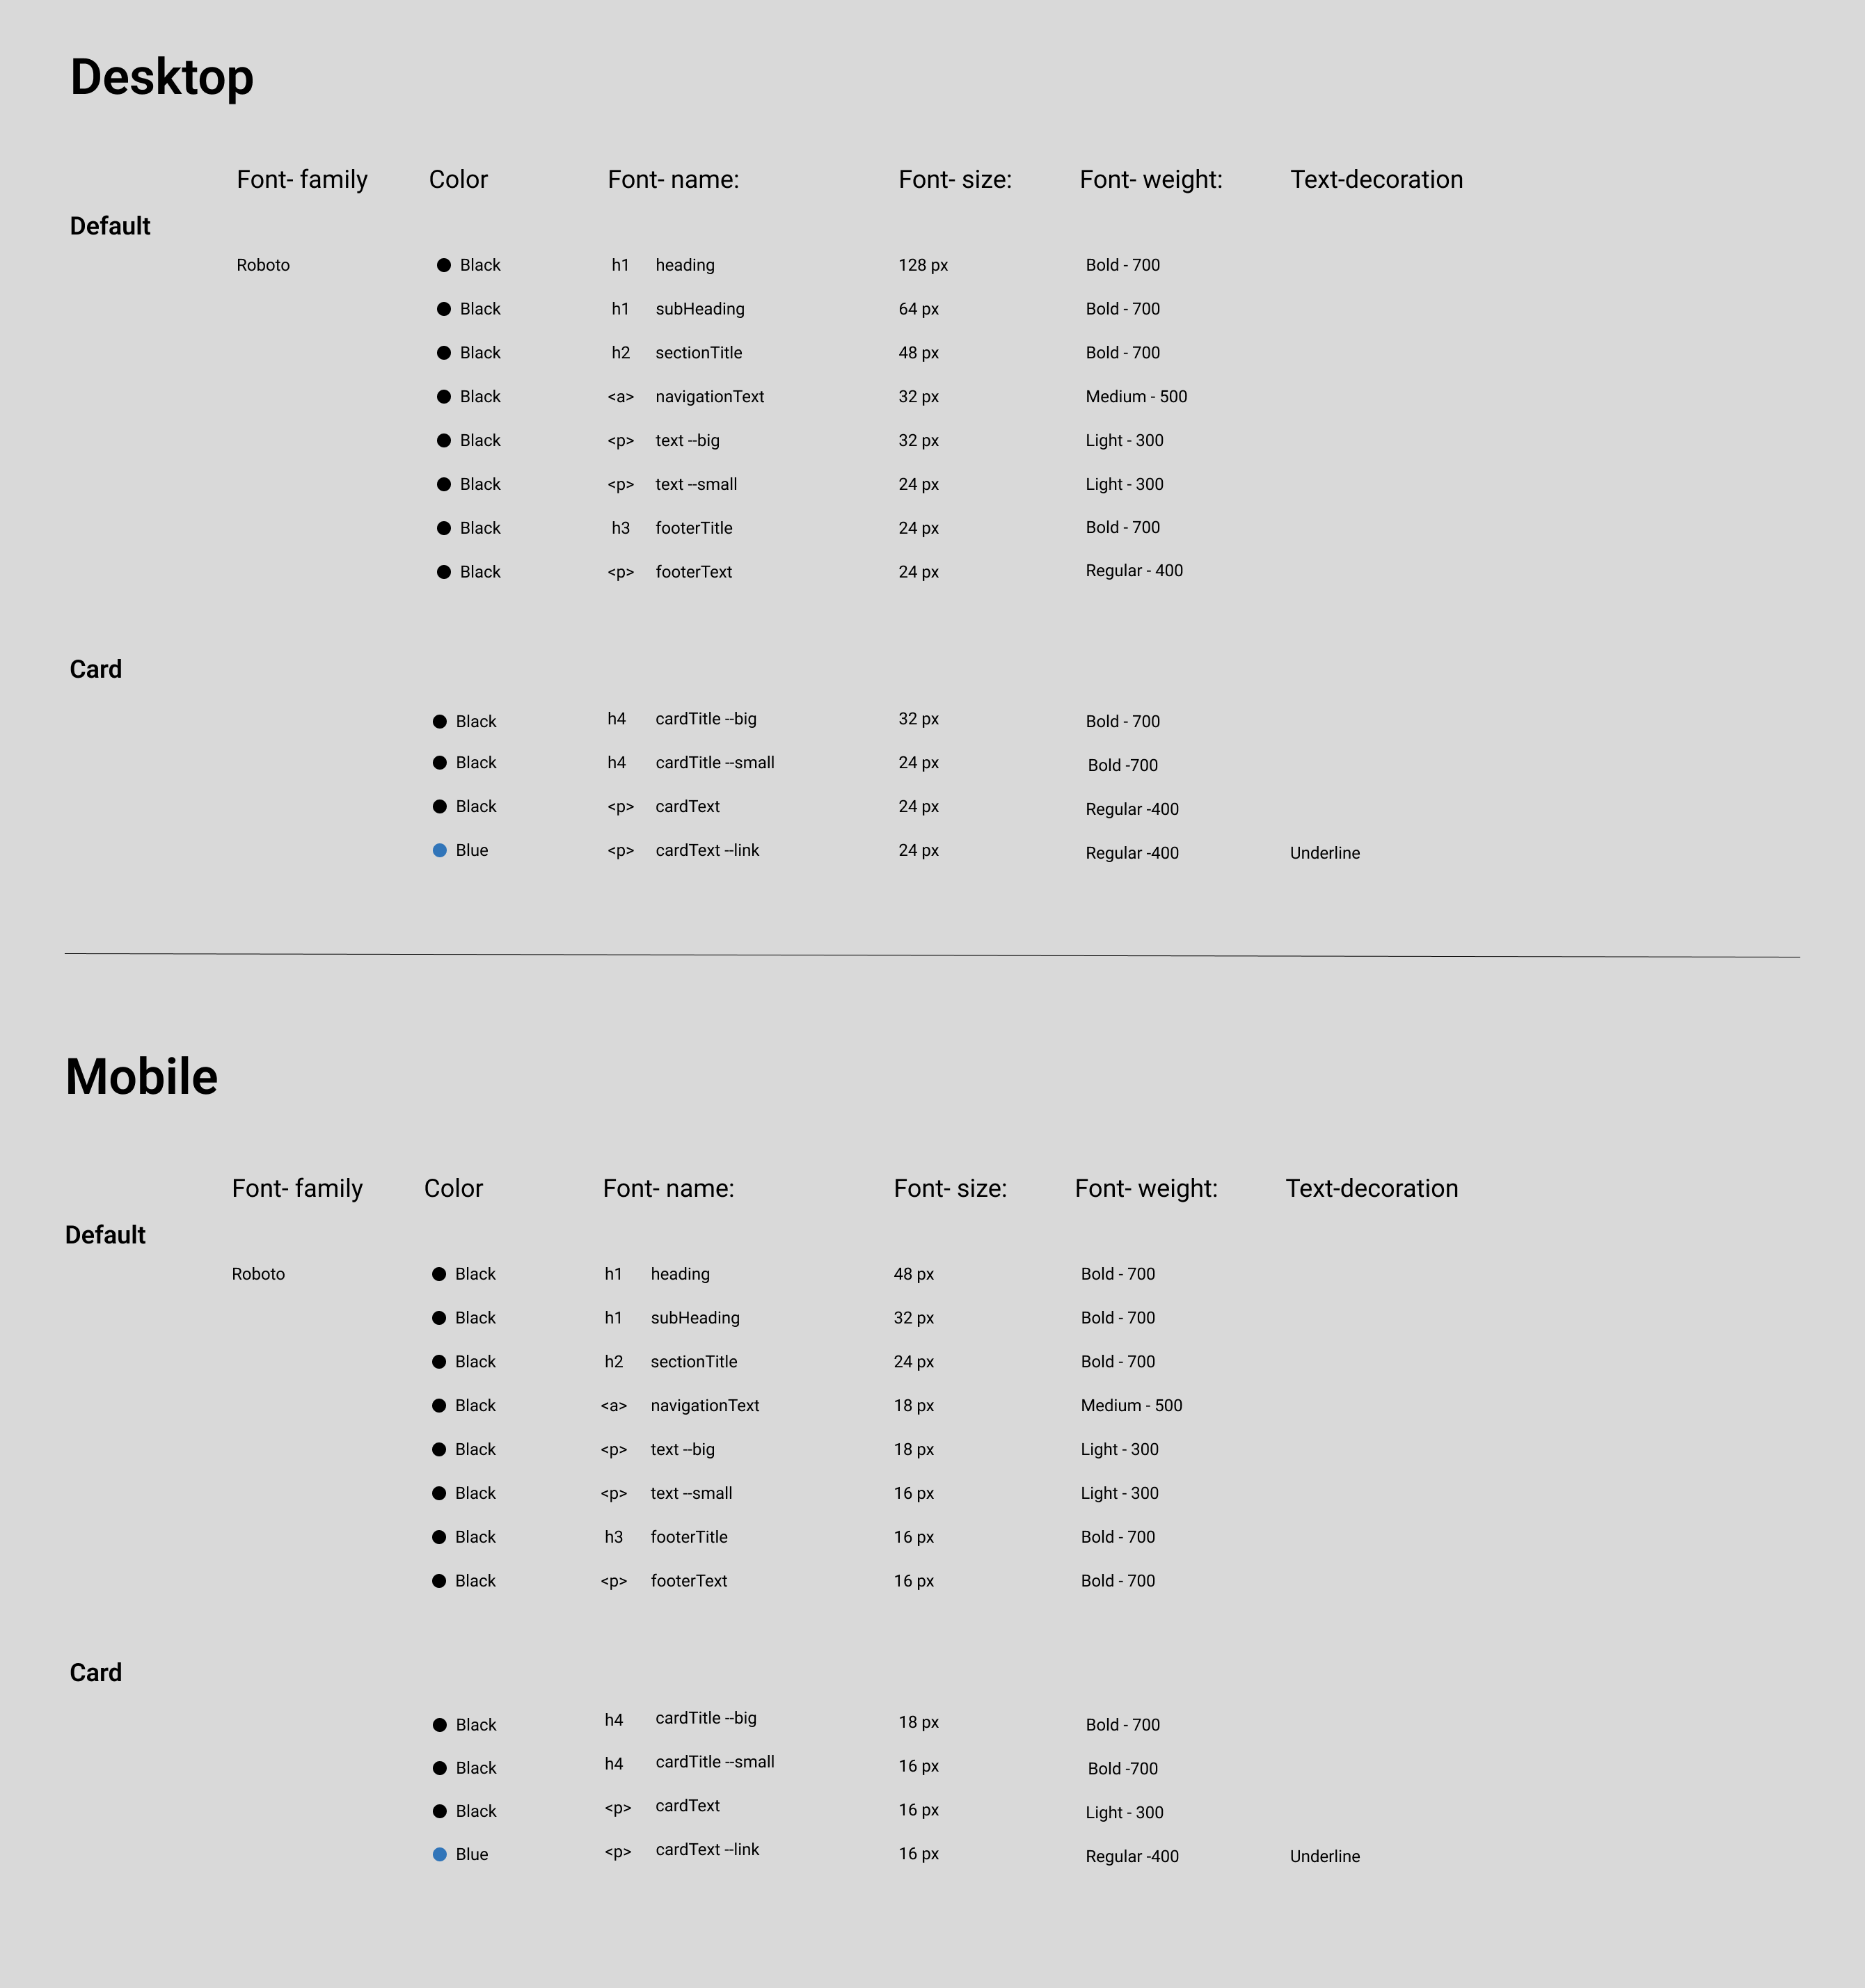 Desktop
Font- family Color Font- name: Font- size: Font- weight: Text-decoration
Default
Roboto Black h1 heading 128 px Bold - 700
Black h1 subHeading 64 px Bold - 700
Black h2 sectionTitle 48 px Bold - 700
Black <a> navigationText 32 px Medium - 500
Black <p> text --big 32 px Light - 300
Black <p> text --small 24 px Light - 300
Black h3 footerTitle 24 px Bold - 700
Black <p> footerText 24 px Regular - 400
Card
Black h4 cardTitle --big 32 px Bold - 700
Black h4 cardTitle --small 24 px Bold -700
Black <p> cardText 24 px Regular -400
Blue <p> cardText --link 24 px Regular -400 Underline
Mobile
Font- family Color Font- name: Font- size: Font- weight: Text-decoration
Default
Roboto Black h1 heading 48 px Bold - 700
Black h1 subHeading 32 px Bold - 700
Black h2 sectionTitle 24 px Bold - 700
Black <a> navigationText 18 px Medium - 500
Black <p> text --big 18 px Light - 300
Black <p> text --small 16 px Light - 300
Black h3 footerTitle 16 px Bold - 700
Black <p> footerText 16 px Bold - 700
Card
Black h4 cardTitle --big 18 px Bold - 700
Black h4 cardTitle --small 16 px Bold -700
Black <p> cardText 16 px Light - 300
Blue <p> cardText --link 16 px Regular -400 Underline